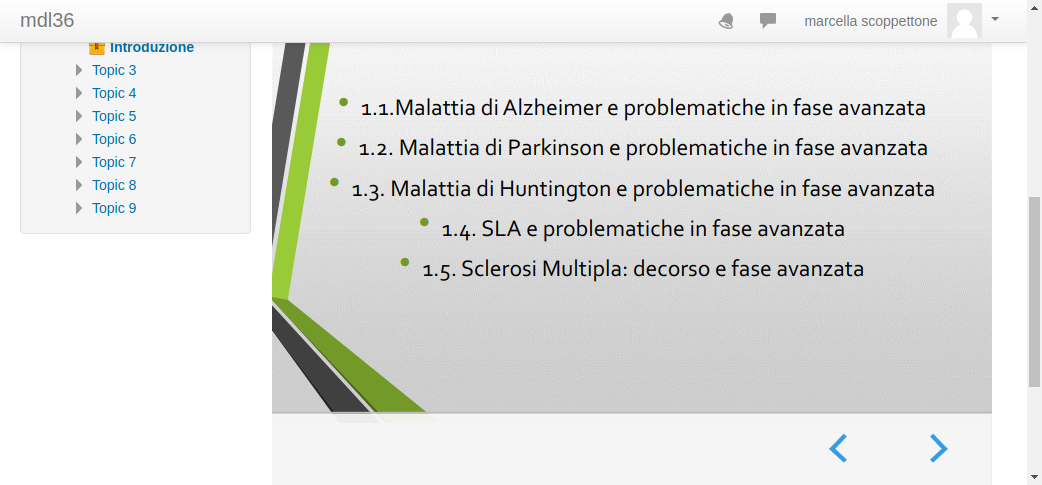 mdl36
marcella scoppettone
Introduzione
Topic 3
Topic 4
Topic 5
Topic 6
Topic 7
Topic 8
Topic 9
1.1.Malattia di Alzheimer e problematiche in fase avanzata
1.2. Malattia di Parkinson e problematiche in fase avanzata
1.3. Malattia di Huntington e problematiche in fase avanzata
1.4. SLA e problematiche in fase avanzata
1.5. Sclerosi Multipla: decorso e fase avanzata